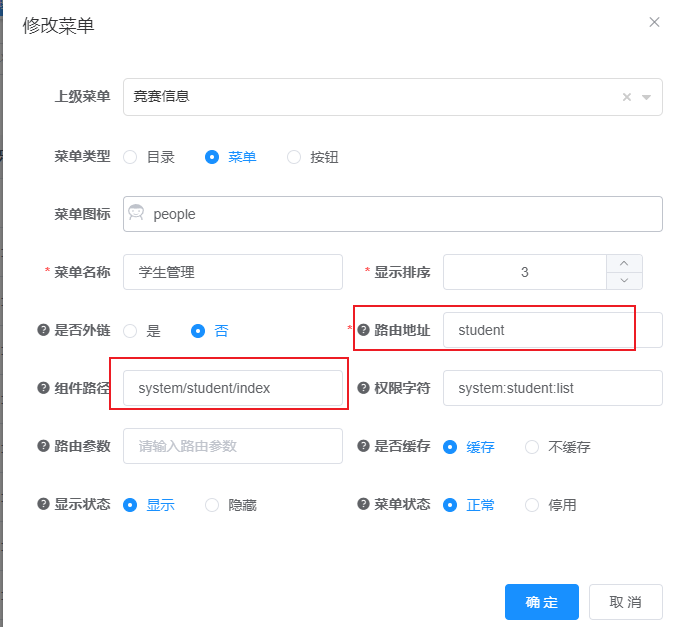 修改菜单
上级菜单 竞赛信息
菜单类型 目录 菜单 按钮
菜单图标 people
* 菜单名称 学生管理 * 显示排序 3
是否外链 是 否 * 路由地址 student
组件路径 system/student/index 权限字符 system:student:list
路由参数 请输入路由参数 是否缓存 缓存 不缓存
显示状态 显示 隐藏 菜单状态 正常 停用
确 定 取 消